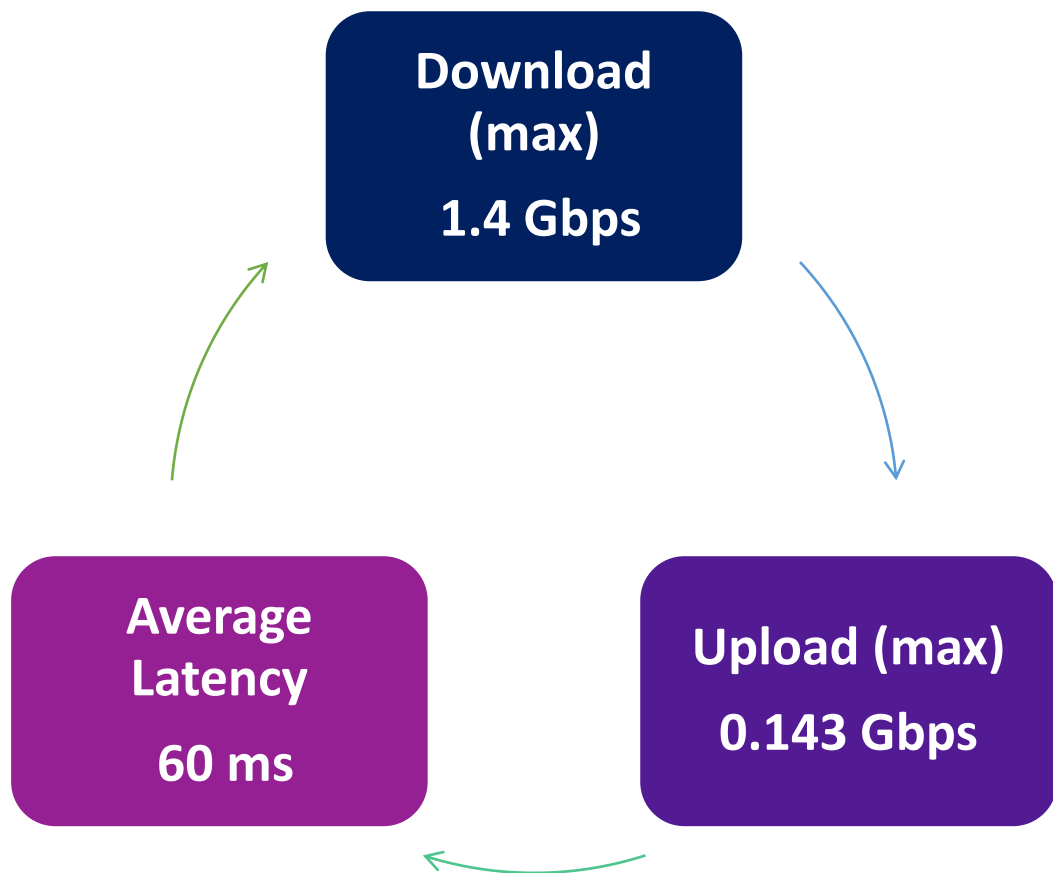 Download
(max)
1.4 Gbps
Upload (max)
0.143 Gbps
Average
Latency
60 ms